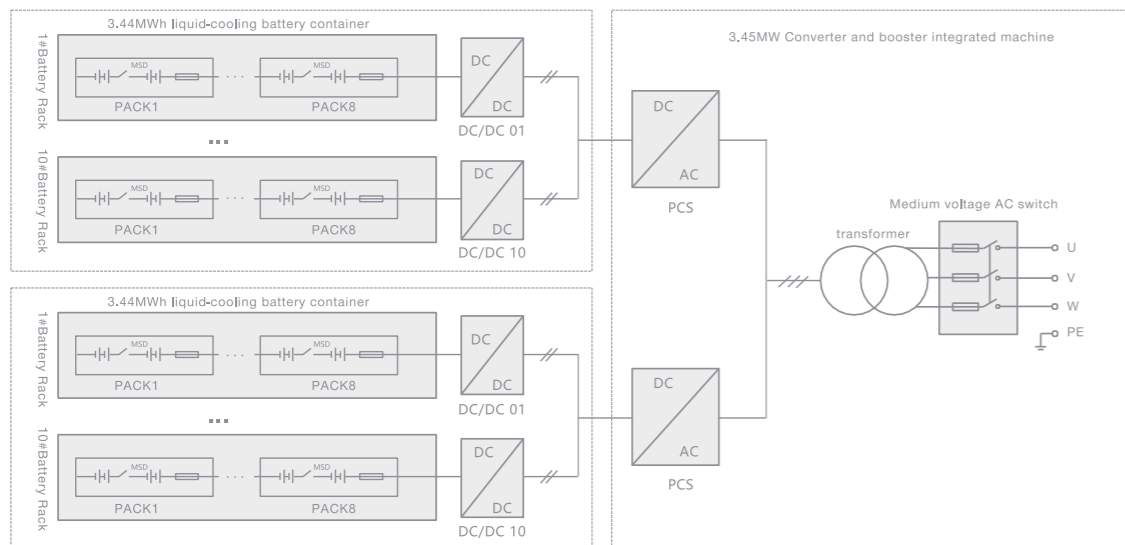 3.44MWh liquid-cooling battery container
1#Battery Rack
MSD
MSD
PACK1
PACK8
DC
DC
DC/DC 01
10#Battery Rack
MSD
MSD
PACK1
PACK8
DC
DC
DC/DC 10
3.44MWh liquid-cooling battery container
1#Battery Rack
MSD
MSD
PACK1
PACK8
DC
DC
DC/DC 01
10#Battery Rack
MSD
MSD
PACK1
PACK8
DC
DC
DC/DC 10
3.45MW Converter and booster integrated machine
DC
AC
PCS
DC
AC
PCS
transformer
Medium voltage AC switch
U
V
W
PE